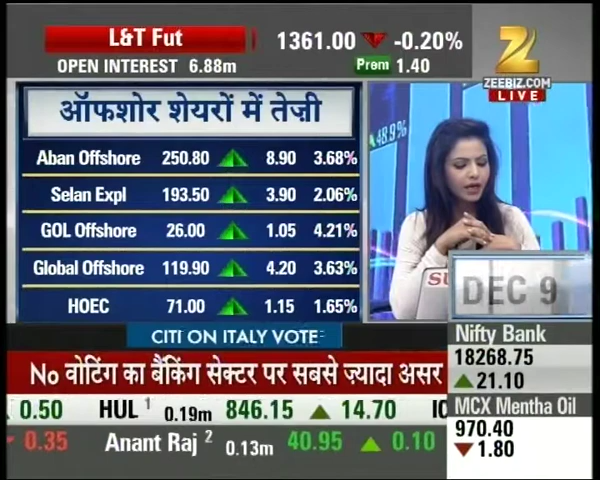 L&T Fut
1361.00 -0.20%
OPEN INTEREST 6.88m
Prem 1.40
ZEEBIZ.COM
LIVE
ऑफशोर शेयरों में तेज़ी
Aban Offshore 250.80 8.90 3.68%
Selan Expl 193.50 3.90 2.06%
GOL Offshore 26.00 1.05 4.21%
Global Offshore 119.90 4.20 3.63%
HOEC 71.00 1.15 1.65%
48.9%
DEC 9
CITI ON ITALY VOTE
No वोटिंग का बैंकिंग सेक्टर पर सबसे ज़्यादा असर
Nifty Bank
18268.75
21.10
0.50 HUL 1 0.19m 846.15 14.70
MCX Mentha Oil
970.40
1.80
0.35 Anant Raj 2 0.13m 40.95 0.10